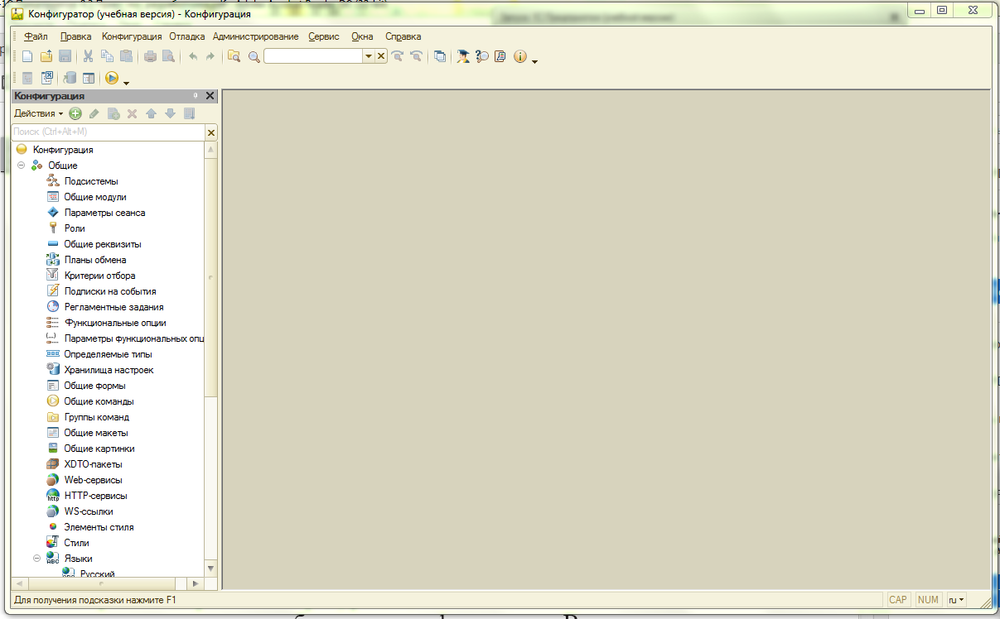 Конфигуратор (учебная версия) - Конфигурация
Файл Правка Конфигурация Отладка Администрирование Сервис Окна Справка
Конфигурация
Действия
Поиск (Ctrl+Alt+M)
Конфигурация
Общие
Подсистемы
Общие модули
Параметры сеанса
Роли
Общие реквизиты
Планы обмена
Критерии отбора
Подписки на события
Регламентные задания
Функциональные опции
Параметры функциональных опц
Определяемые типы
Хранилища настроек
Общие формы
Общие команды
Группы команд
Общие макеты
Общие картинки
XDTO-пакеты
Web-сервисы
HTTP-сервисы
WS-ссылки
Элементы стиля
Стили
Языки
Русский
Для получения подсказки нажмите F1 CAP NUM ru